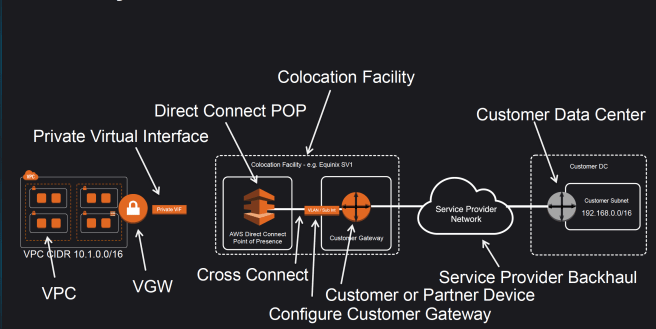 Colocation Facility
Direct Connect POP
Customer Data Center
Private Virtual Interface
Colocation Facility - e.g. Equinix SV1
Customer DC
VPC
Private VIF
VLAN / Sub Int
Service Provider
Network
Customer Subnet
192.168.0.0/16
AWS Direct Connect
Point of Presence
Customer Gateway
VPC CIDR 10.1.0.0/16
Cross Connect
Service Provider Backhaul
VPC
VGW
Customer or Partner Device
Configure Customer Gateway